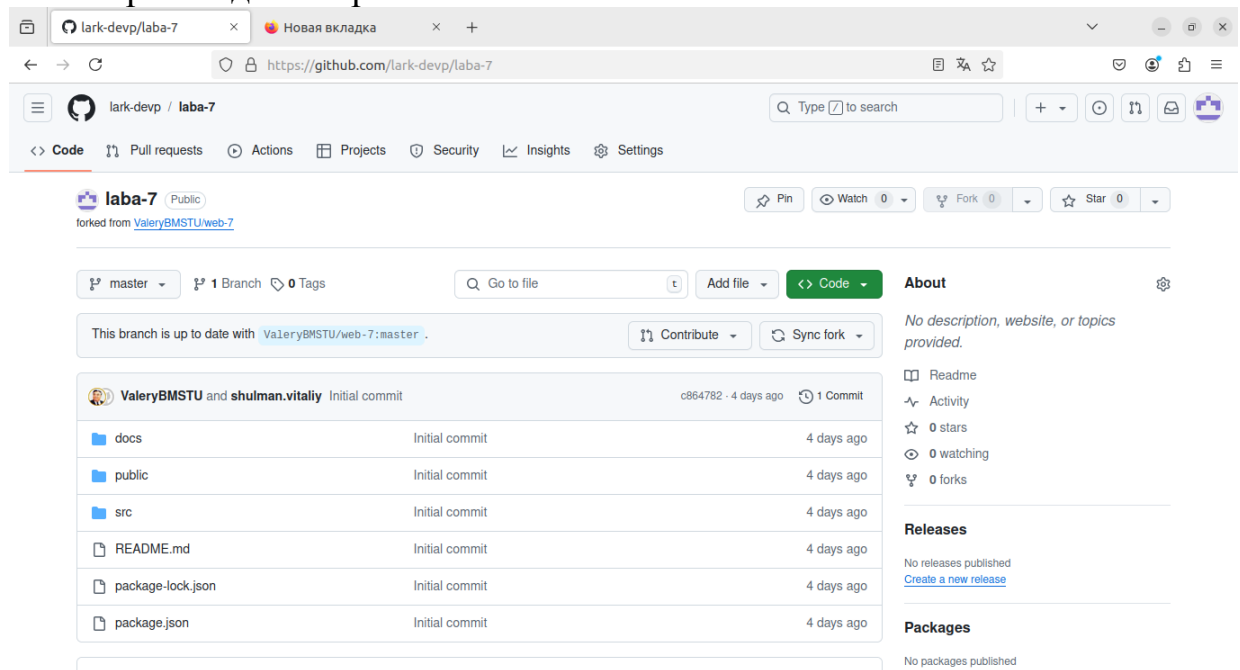 lark-devp/laba-7 × Новая вкладка × +
https://github.com/lark-devp/laba-7
lark-devp / laba-7 Type / to search
Code Pull requests Actions Projects Security Insights Settings
laba-7 Public Pin Watch 0 Fork 0 Star 0
forked from ValeryBMSTU/web-7
master 1 Branch 0 Tags Go to file t Add file Code About
This branch is up to date with ValeryBMSTU/web-7:master . Contribute Sync fork
No description, website, or topics
provided.
Readme
ValeryBMSTU and shulman.vitaliy Initial commit c864782 · 4 days ago 1 Commit
Activity
0 stars
docs Initial commit 4 days ago
0 watching
public Initial commit 4 days ago
0 forks
src Initial commit 4 days ago
Releases
README.md Initial commit 4 days ago
No releases published
Create a new release
package-lock.json Initial commit 4 days ago
package.json Initial commit 4 days ago
Packages
No packages published